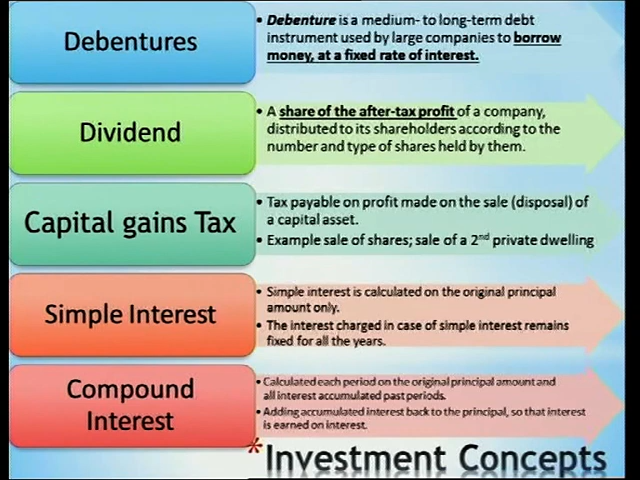 Debentures
• Debenture is a medium- to long-term debt
instrument used by large companies to borrow
money, at a fixed rate of interest.
Dividend
• A share of the after-tax profit of a company,
distributed to its shareholders according to the
number and type of shares held by them.
Capital gains Tax
• Tax payable on profit made on the sale (disposal) of
a capital asset.
• Example sale of shares; sale of a 2nd private dwelling
Simple Interest
• Simple interest is calculated on the original principal
amount only.
• The interest charged in case of simple interest remains
fixed for all the years.
Compound
Interest
• Calculated each period on the original principal amount and
all interest accumulated past periods.
• Adding accumulated interest back to the principal, so that interest
is earned on interest.
* Investment Concepts